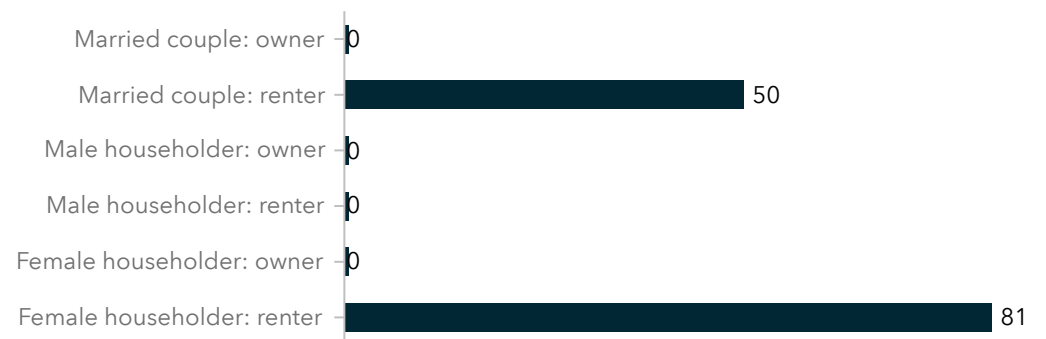 Married couple: owner 0
Married couple: renter 50
Male householder: owner 0
Male householder: renter 0
Female householder: owner 0
Female householder: renter 81